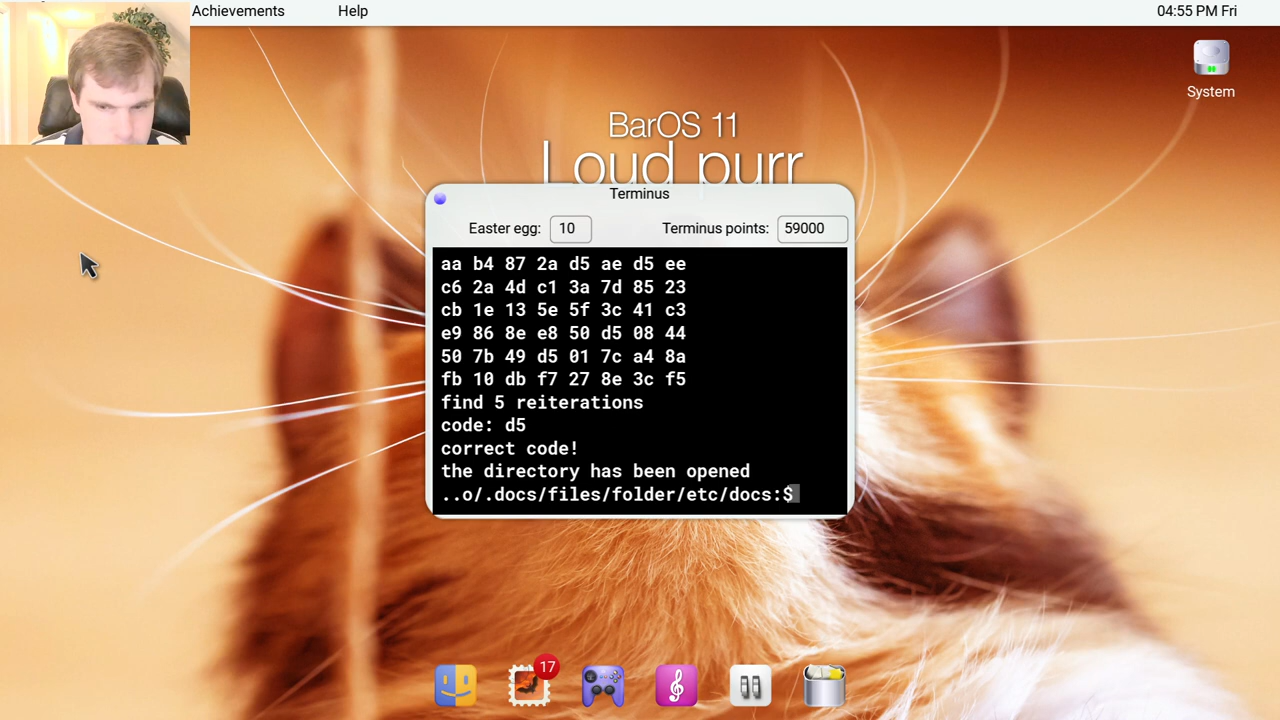 Achievements Help 04:55 PM Fri
System
BarOS 11
Loud purr
Terminus
Easter egg: 10 Terminus points: 59000
aa b4 87 2a d5 ae d5 ee
c6 2a 4d c1 3a 7d 85 23
cb 1e 13 5e 5f 3c 41 c3
e9 86 8e e8 50 d5 08 44
50 7b 49 d5 01 7c a4 8a
fb 10 db f7 27 8e 3c f5
find 5 reiterations
code: d5
correct code!
the directory has been opened
..o/.docs/files/folder/etc/docs:$
17